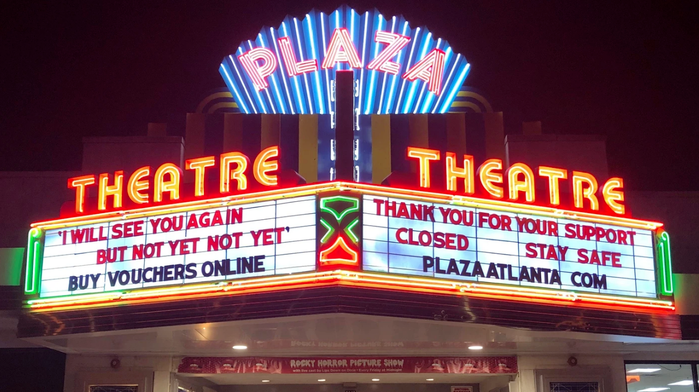 PLAZA
THEATRE
THEATRE
'I WILL SEE YOU AGAIN
BUT NOT YET NOT YET'
BUY VOUCHERS ONLINE
THANK YOU FOR YOUR SUPPORT
CLOSED STAY SAFE
PLAZAATLANTA COM
ROCKY HORROR PICTURE SHOW